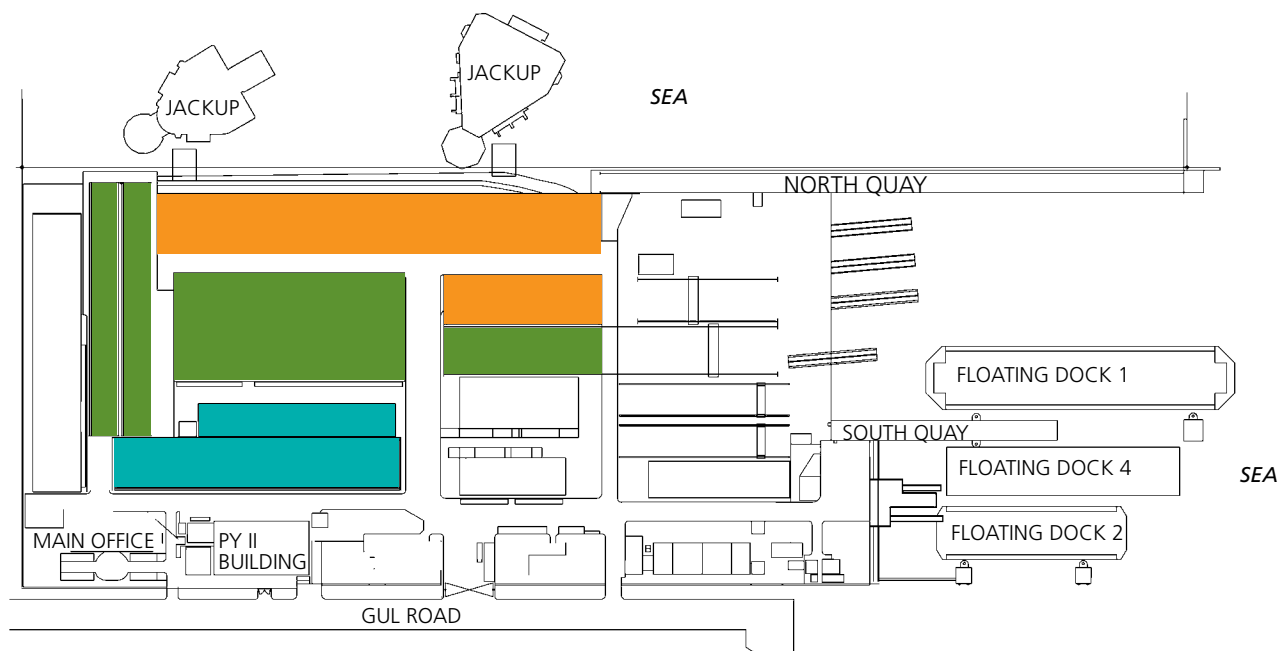 JACKUP
JACKUP
SEA
NORTH QUAY
FLOATING DOCK 1
SOUTH QUAY
FLOATING DOCK 4
SEA
MAIN OFFICE
PY II
BUILDING
FLOATING DOCK 2
GUL ROAD